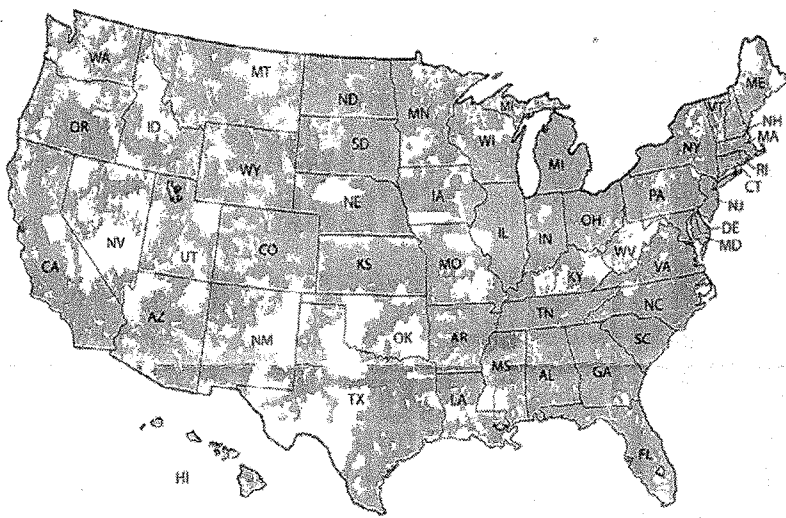 WA
MT
ME
ND
VT
OR
MN
MI
NH
ID
WI
MA
SD
NY
WY
MI
RI
CT
IA
PA
NE
NJ
OH
IL
IN
DE
NV
MD
UT
CO
WV
CA
KS
MO
VA
KY
NC
AZ
TN
OK
NM
AR
SC
MS
AL
GA
TX
LA
FL
HI